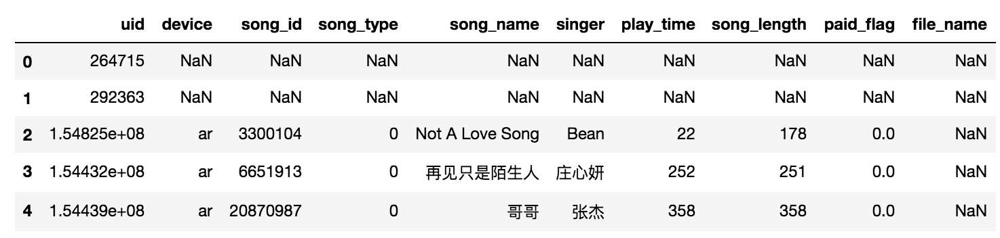 uid device song_id song_type song_name singer play_time song_length paid_flag file_name
0 264715 NaN NaN NaN NaN NaN NaN NaN NaN NaN
1 292363 NaN NaN NaN NaN NaN NaN NaN NaN NaN
2 1.54825e+08 ar 3300104 0 Not A Love Song Bean 22 178 0.0 NaN
3 1.54432e+08 ar 6651913 0 再见只是陌生人 庄心妍 252 251 0.0 NaN
4 1.54439e+08 ar 20870987 0 哥哥 张杰 358 358 0.0 NaN